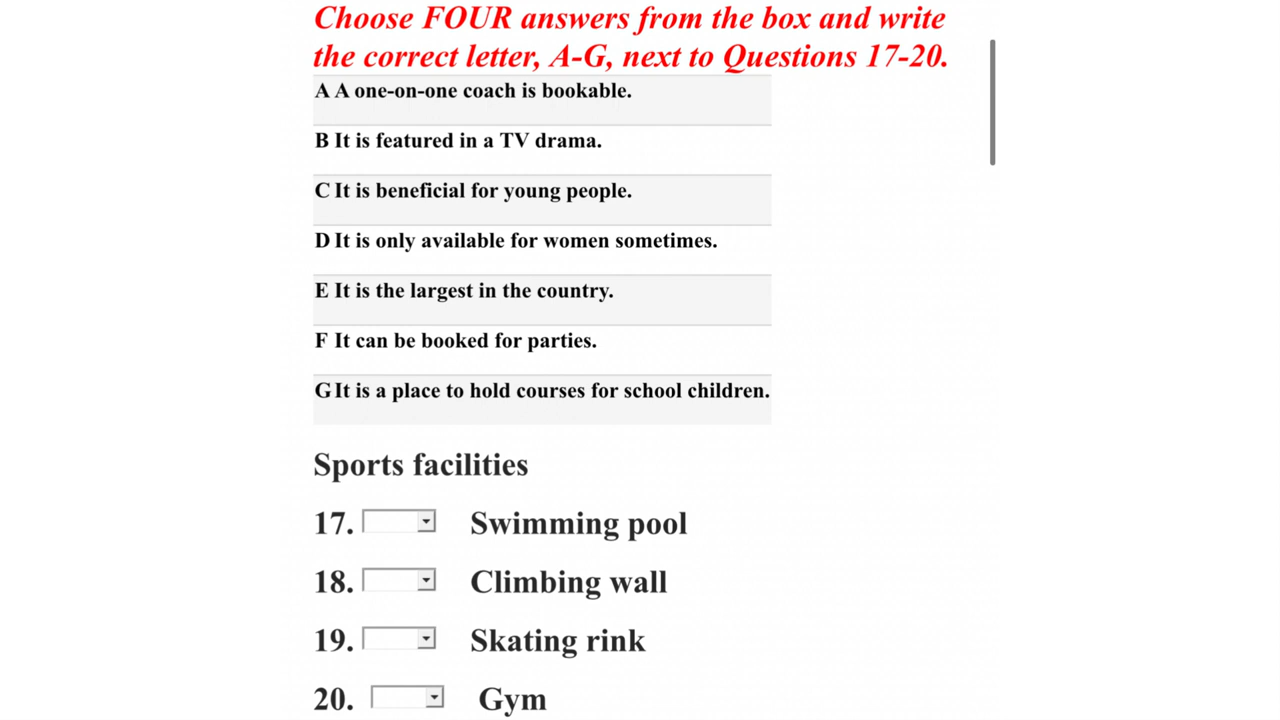 Choose FOUR answers from the box and write
the correct letter, A-G, next to Questions 17-20.
A A one-on-one coach is bookable.
B It is featured in a TV drama.
C It is beneficial for young people.
D It is only available for women sometimes.
E It is the largest in the country.
F It can be booked for parties.
G It is a place to hold courses for school children.
Sports facilities
17. Swimming pool
18. Climbing wall
19. Skating rink
20. Gym